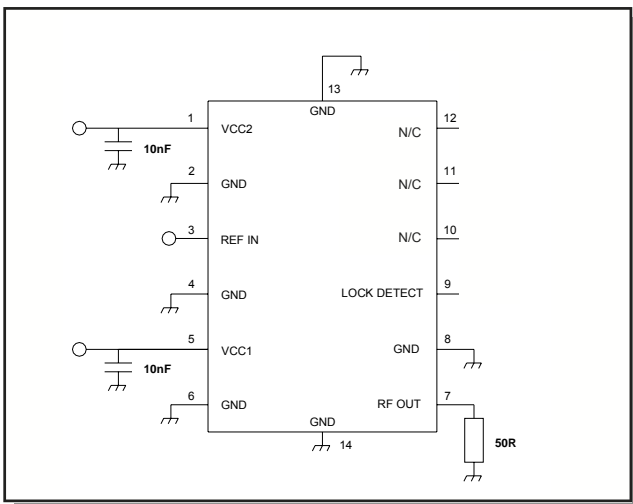 13
GND
1
VCC2
N/C
12
10nF
2
GND
N/C
11
3
REF IN
N/C
10
4
GND
LOCK DETECT
9
5
VCC1
GND
8
10nF
6
GND
RF OUT
7
GND
14
50R